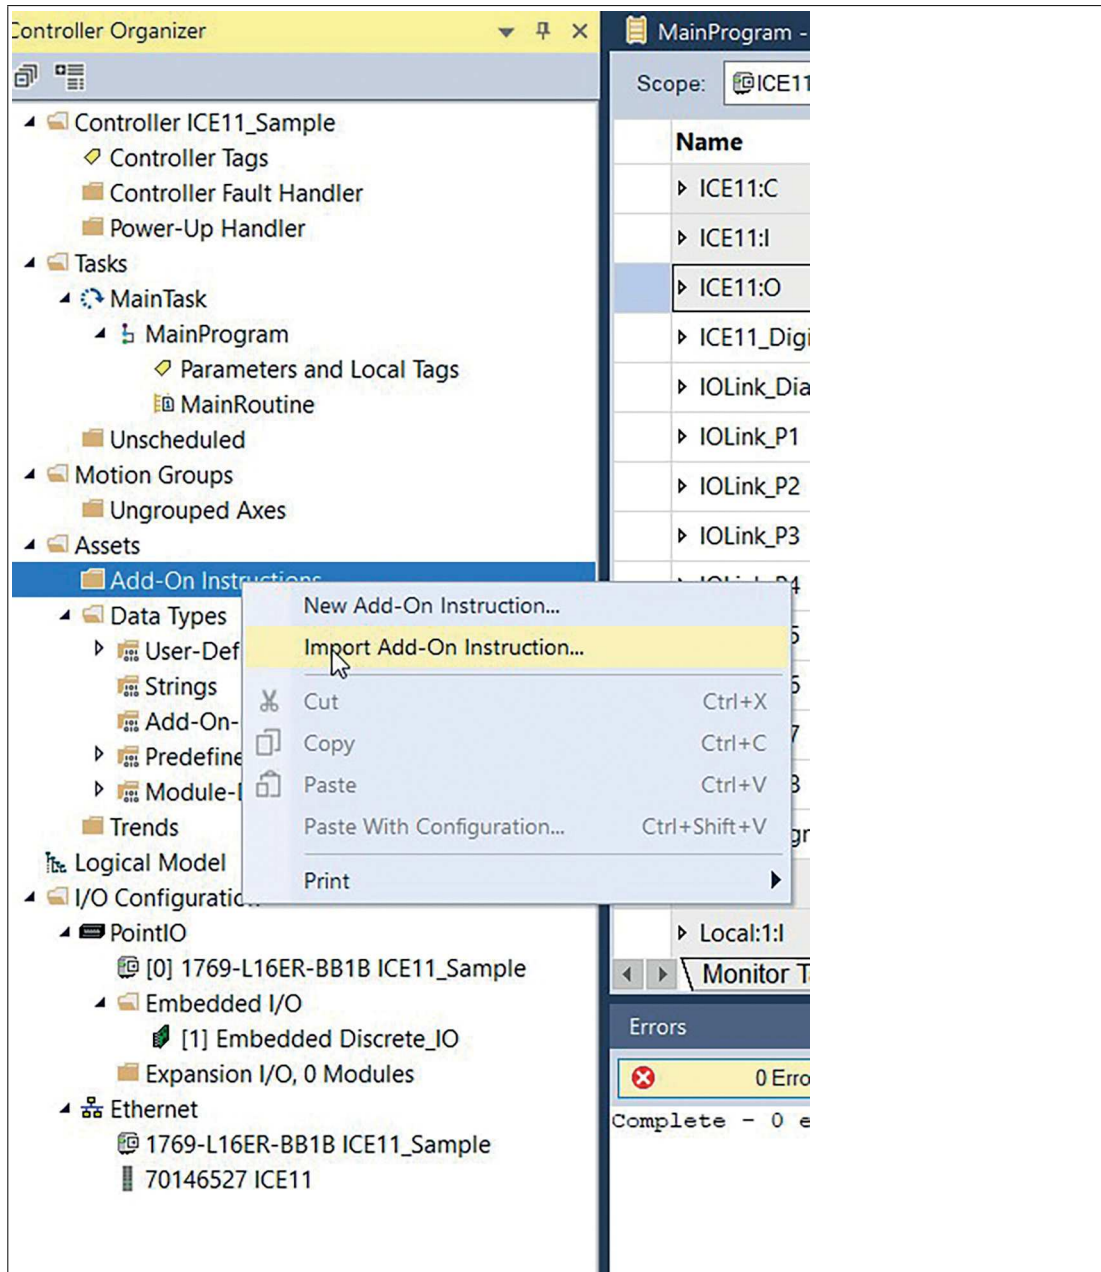 Controller Organizer
Controller ICE11_Sample
Controller Tags
Controller Fault Handler
Power-Up Handler
Tasks
MainTask
MainProgram
Parameters and Local Tags
MainRoutine
Unscheduled
Motion Groups
Ungrouped Axes
Assets
Add-On Instructions
Data Types
User-Def
Strings
Add-On-
Predefine
Module-
Trends
Logical Model
I/O Configuratio
PointIO
[0] 1769-L16ER-BB1B ICE11_Sample
Embedded I/O
[1] Embedded Discrete_IO
Expansion I/O, 0 Modules
Ethernet
1769-L16ER-BB1B ICE11_Sample
70146527 ICE11
New Add-On Instruction...
Import Add-On Instruction...
Cut Ctrl+X
Copy Ctrl+C
Paste Ctrl+V
Paste With Configuration... Ctrl+Shift+V
Print
MainProgram -
Scope: ICE11
Name
ICE11:C
ICE11:I
ICE11:O
ICE11_Digi
IOLink_Dia
IOLink_P1
IOLink_P2
IOLink_P3
Local:1:I
Monitor T
Errors
0 Erro
Complete - 0 e